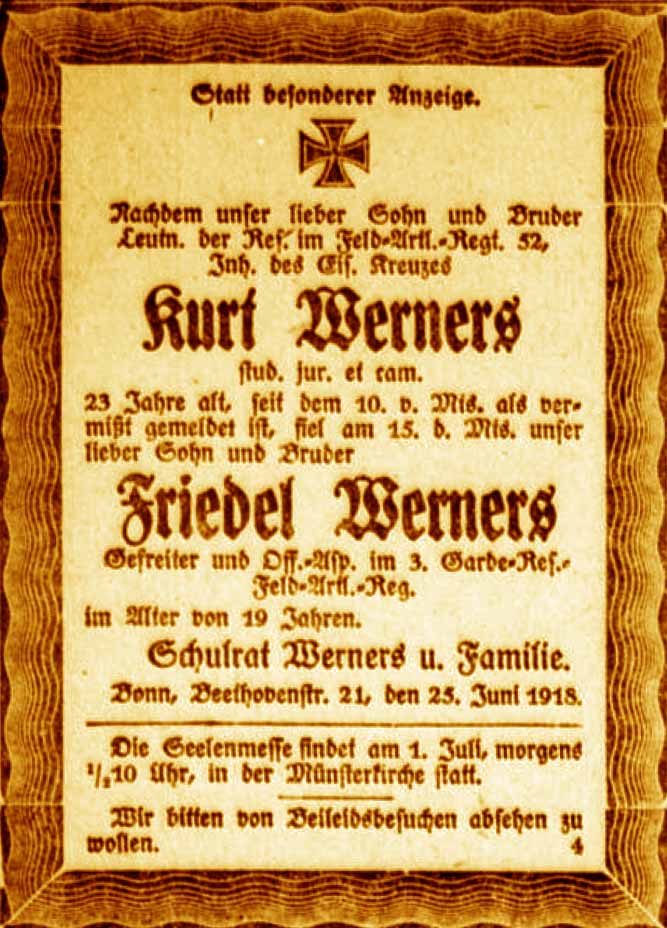 Statt besonderer Anzeige.
Nachdem unser lieber Sohn und Bruder
Leutn. der Res. im Feld-Artl.-Regt. 52,
Inh. des Eis. Kreuzes
Kurt Werners
stud. jur. et cam.
23 Jahre alt, seit dem 10. v. Mts. als ver-
mißt gemeldet ist, fiel am 15. d. Mts. unser
lieber Sohn und Bruder
Friedel Werners
Gefreiter und Off.-Asp. im 3. Garde-Res.-
Feld-Artl.-Reg.
im Alter von 19 Jahren.
Schulrat Werners u. Familie.
Bonn, Beethovenstr. 21, den 25. Juni 1918.
Die Seelenmesse findet am 1. Juli, morgens
1/210 Uhr, in der Münsterkirche statt.
Wir bitten von Beileidsbesuchen absehen zu
wollen. 4